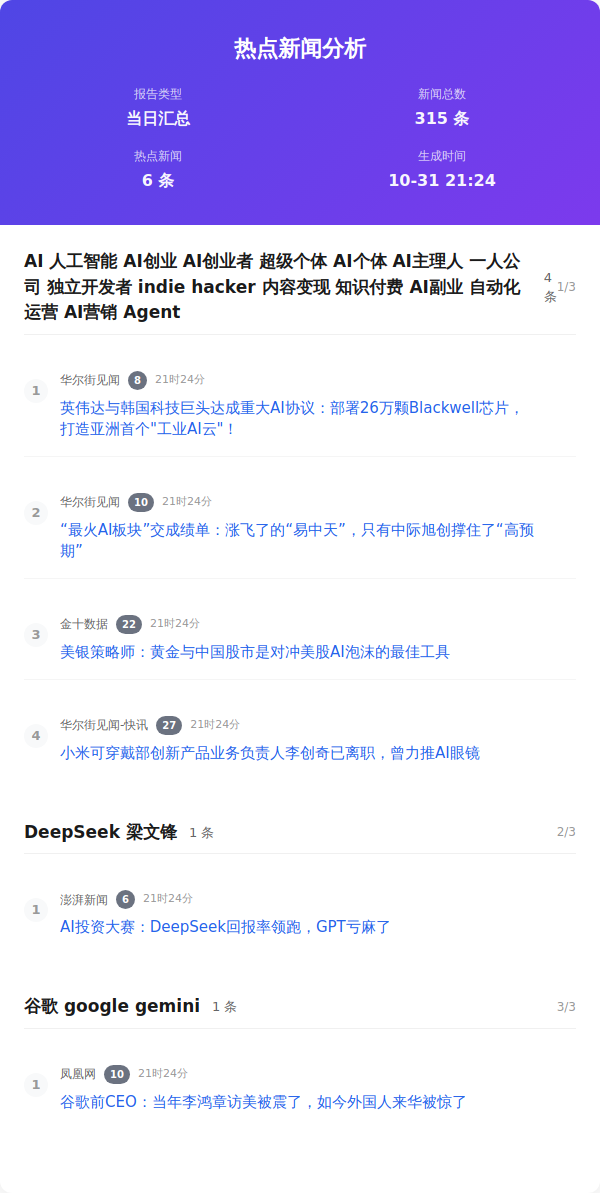 热点新闻分析
报告类型
当日汇总
新闻总数
315 条
热点新闻
6 条
生成时间
10-31 21:24
AI 人工智能 AI创业 AI创业者 超级个体 AI个体 AI主理人 一人公
司 独立开发者 indie hacker 内容变现 知识付费 AI副业 自动化
运营 AI营销 Agent
4
条
1/3
1
华尔街见闻 8 21时24分
英伟达与韩国科技巨头达成重大AI协议：部署26万颗Blackwell芯片，
打造亚洲首个"工业AI云"！
2
华尔街见闻 10 21时24分
“最火AI板块”交成绩单：涨飞了的“易中天”，只有中际旭创撑住了“高预
期”
3
金十数据 22 21时24分
美银策略师：黄金与中国股市是对冲美股AI泡沫的最佳工具
4
华尔街见闻-快讯 27 21时24分
小米可穿戴部创新产品业务负责人李创奇已离职，曾力推AI眼镜
DeepSeek 梁文锋 1 条 2/3
1
澎湃新闻 6 21时24分
AI投资大赛：DeepSeek回报率领跑，GPT亏麻了
谷歌 google gemini 1 条 3/3
1
凤凰网 10 21时24分
谷歌前CEO：当年李鸿章访美被震了，如今外国人来华被惊了